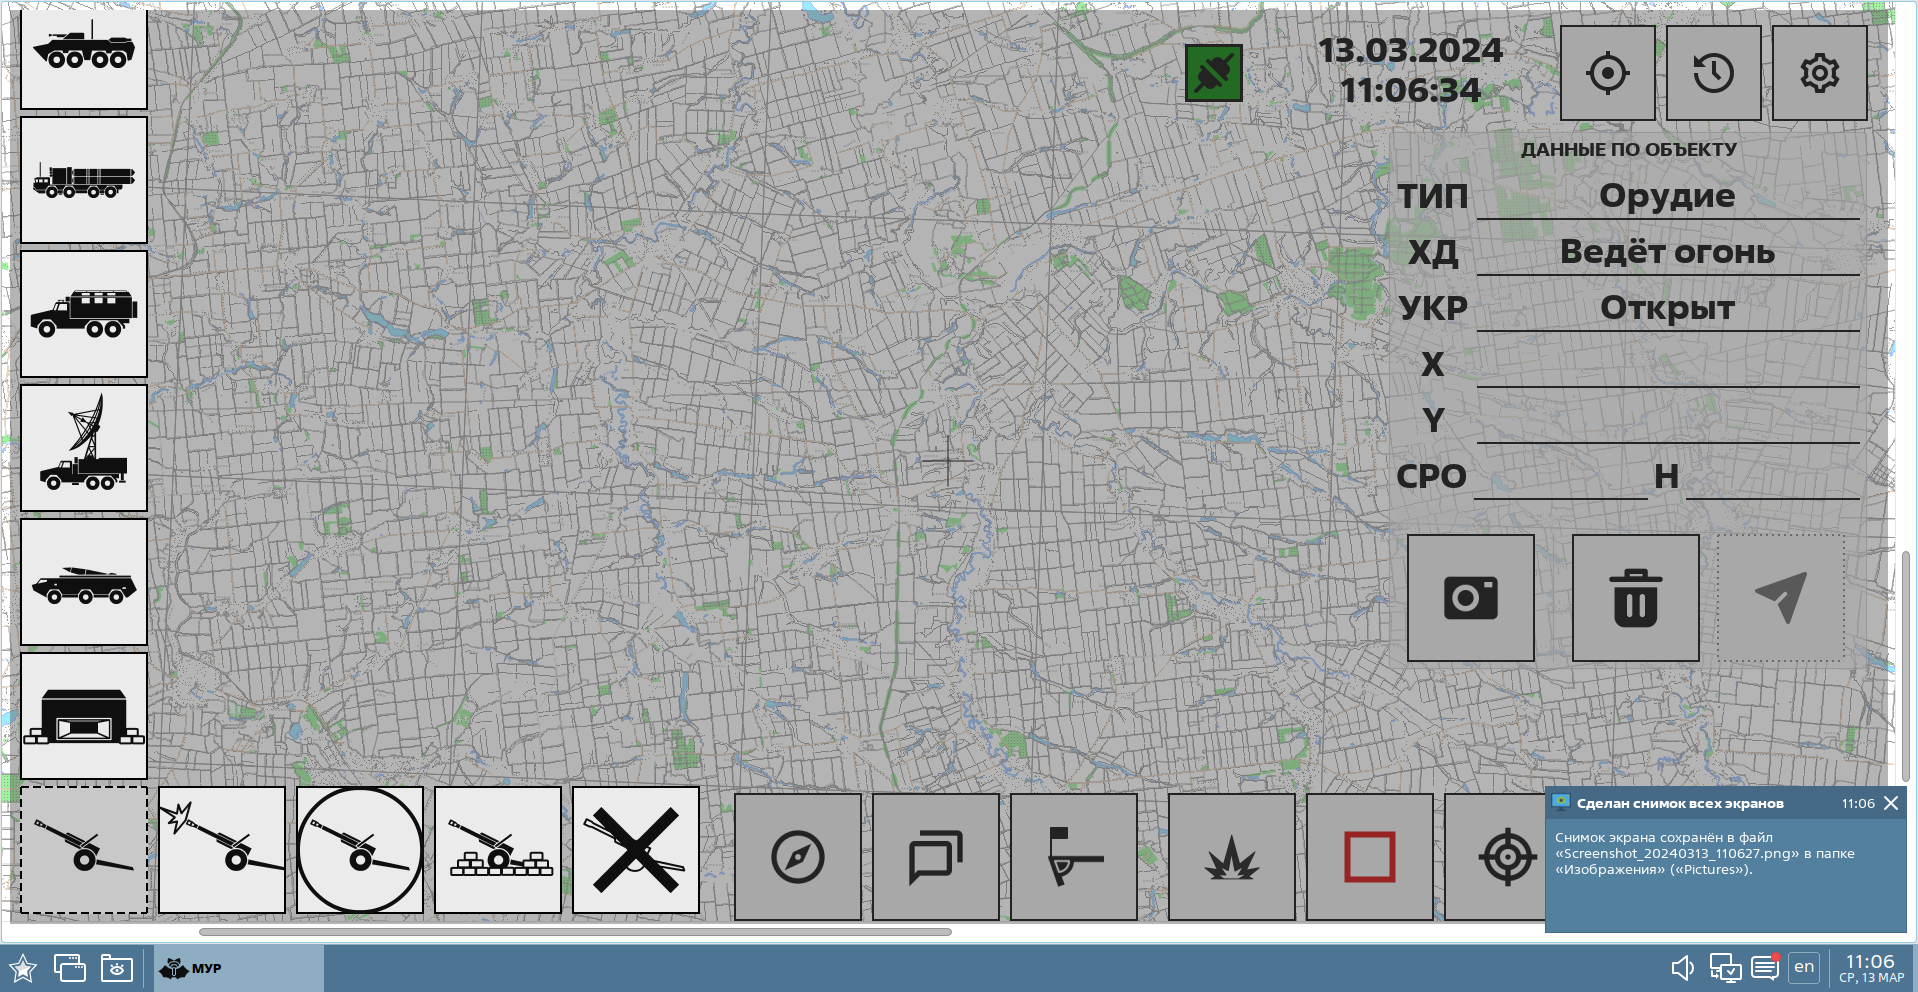 13.03.2024
11:06:34
ДАННЫЕ ПО ОБЪЕКТУ
ТИП Орудие
ХД Ведёт огонь
УКР Открыт
X
Y
СРО Н
Сделан снимок всех экранов 11:06
Снимок экрана сохранён в файл
«Screenshot_20240313_110627.png» в папке
«Изображения» («Pictures»).
МУР
en
11:06
СР, 13 МАР